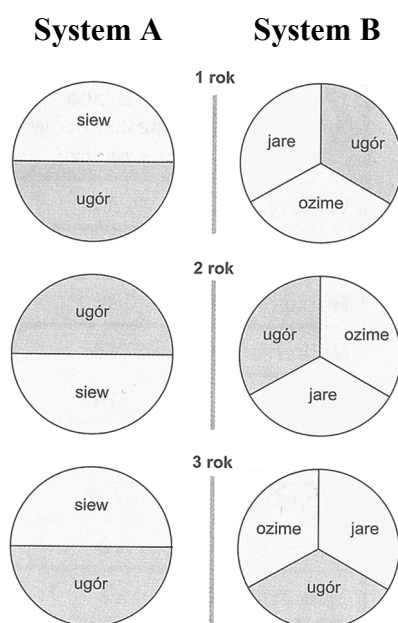 System A System B
1 rok
siew
jare ugór
ugór
ozime
2 rok
ugór
ugór ozime
siew
jare
3 rok
siew
ozime jare
ugór
ugór